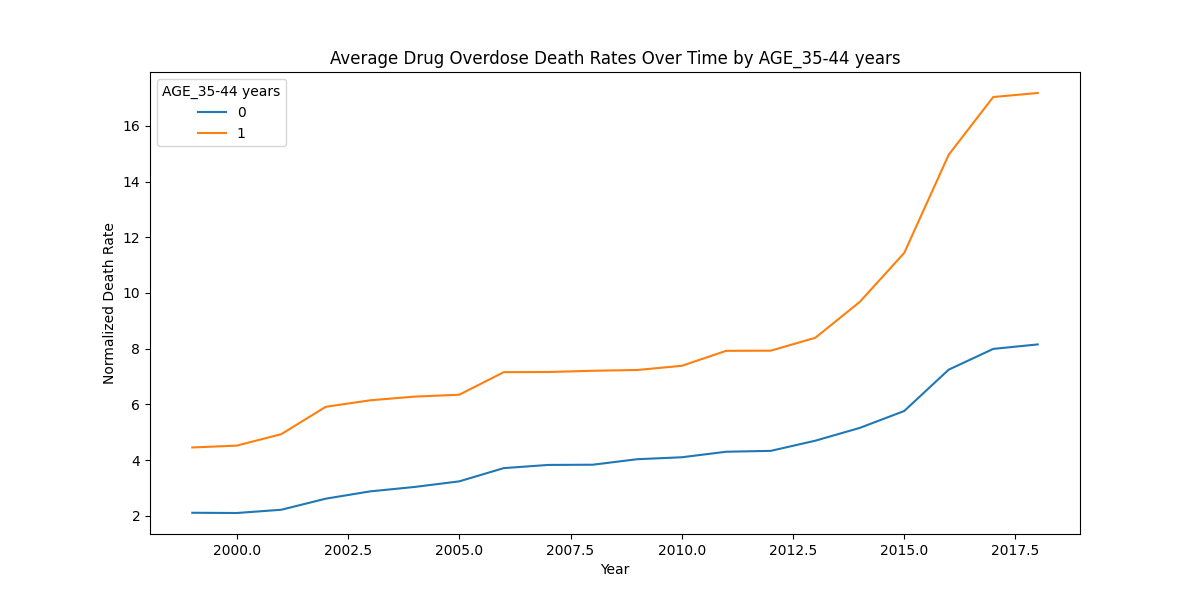 Average Drug Overdose Death Rates Over Time by AGE_35-44 years
AGE_35-44 years
0
1
16
14
12
10
8
6
4
2
Normalized Death Rate
2000.0 2002.5 2005.0 2007.5 2010.0 2012.5 2015.0 2017.5
Year